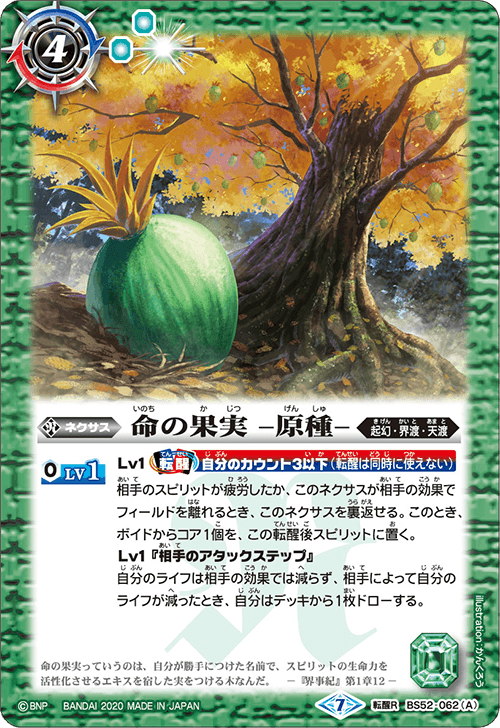 4
ネクサス
命の果実 −原種−
起幻・界渡・天渡
0 LV1
Lv1 転醒 自分のカウント3以下(転醒は同時に使えない)
相手のスピリットが疲労したか、このネクサスが相手の効果で
フィールドを離れるとき、このネクサスを裏返せる。このとき、
ボイドからコア1個を、この転醒後スピリットに置く。
Lv1『相手のアタックステップ』
自分のライフは相手の効果では減らず、相手によって自分の
ライフが減ったとき、自分はデッキから1枚ドローする。
命の果実っていうのは、自分が勝手につけた名前で、スピリットの生命力を
活性化させるエキスを宿した実をつける木なんだ。 −『界事紀』第1章12−
illustration:かんくろう
©BNP BANDAI 2020 MADE IN JAPAN 7 転醒R BS52-062(A)